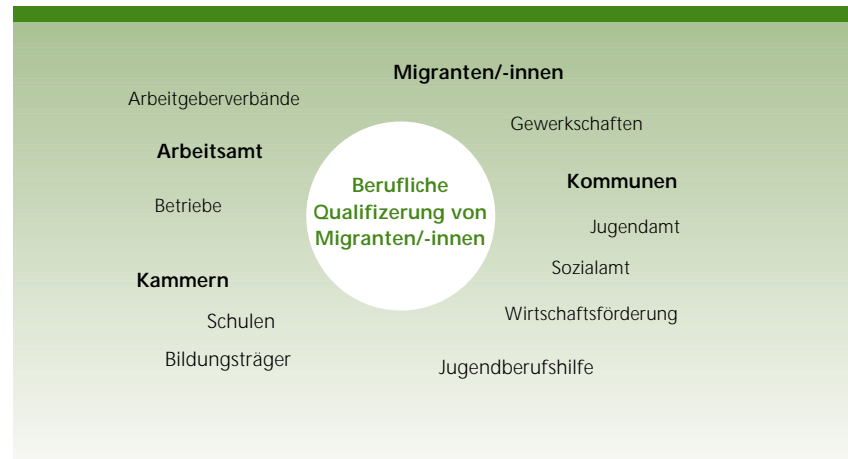 Migranten/-innen
Arbeitgeberverbände
Gewerkschaften
Arbeitsamt
Berufliche
Qualifizerung von
Migranten/-innen
Kommunen
Betriebe
Jugendamt
Sozialamt
Kammern
Wirtschaftsförderung
Schulen
Bildungsträger
Jugendberufshilfe